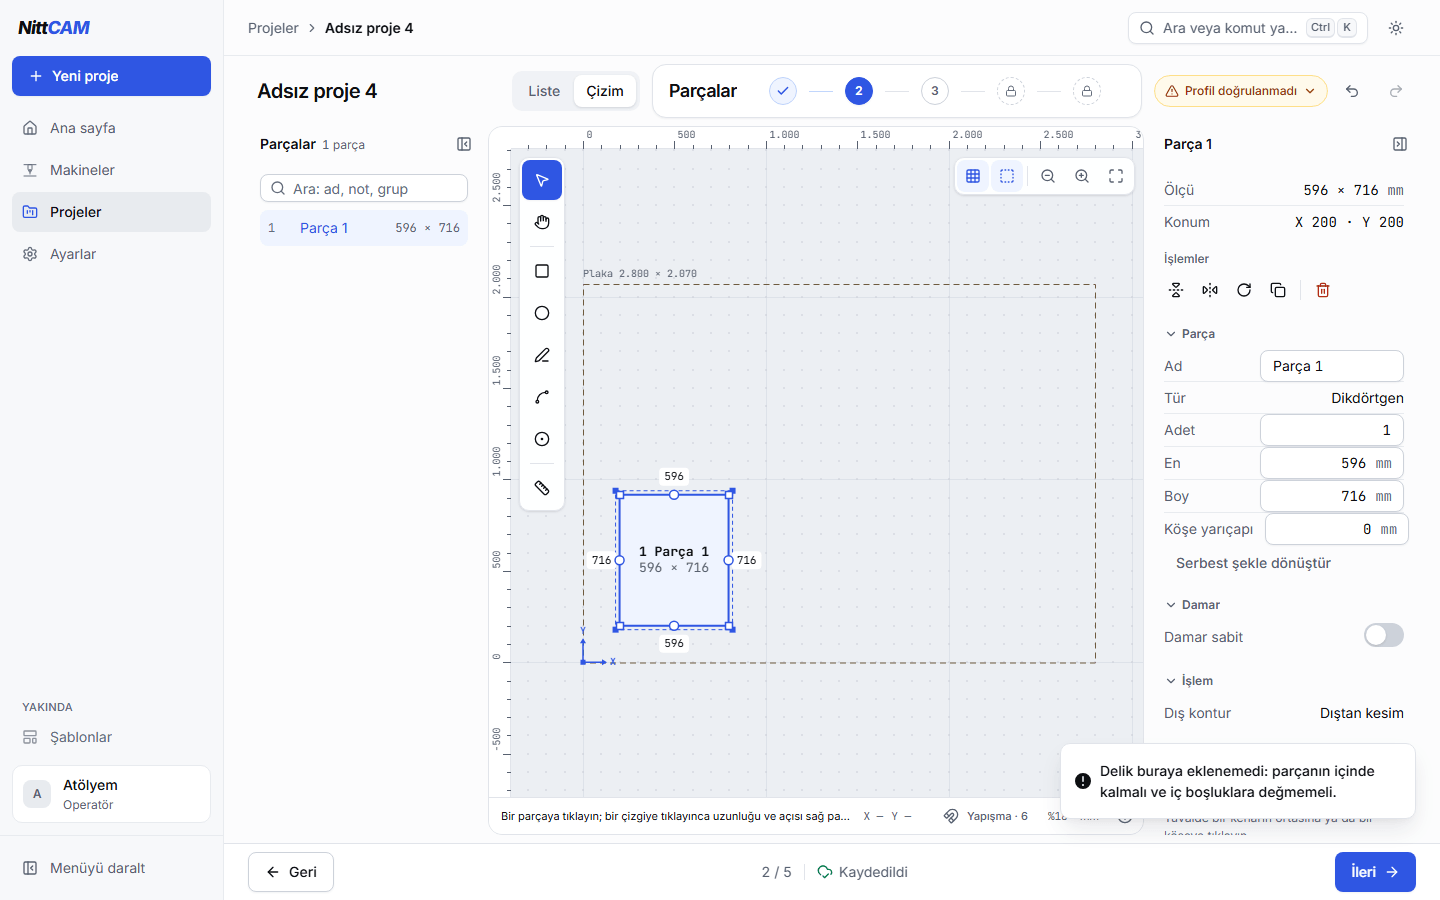 NittCAM
Yeni proje
Ana sayfa
Makineler
Projeler
Ayarlar
YAKINDA
Şablonlar
A
Atölyem
Operatör
Menüyü daralt
Projeler
Adsız proje 4
Ara veya komut ya...
Ctrl
K
Adsız proje 4
Liste
Çizim
Parçalar
2
3
Profil doğrulanmadı
Parçalar 1 parça
Ara: ad, not, grup
1 Parça 1 596 × 716
0 500 1.000 1.500 2.000 2.500 3
2.500
2.000
1.500
1.000
500
0
-500
Plaka 2.800 × 2.070
596
1 Parça 1
596 × 716
716
716
596
Y
X
Bir parçaya tıklayın; bir çizgiye tıklayınca uzunluğu ve açısı sağ pa...
X — Y —
Yapışma · 6
Parça 1
Ölçü 596 × 716 mm
Konum X 200 · Y 200
İşlemler
Parça
Ad Parça 1
Tür Dikdörtgen
Adet 1
En 596 mm
Boy 716 mm
Köşe yarıçapı 0 mm
Serbest şekle dönüştür
Damar
Damar sabit
İşlem
Dış kontur Dıştan kesim
Delik buraya eklenemedi: parçanın içinde
kalmalı ve iç boşluklara değmemeli.
Geri
2 / 5
Kaydedildi
İleri